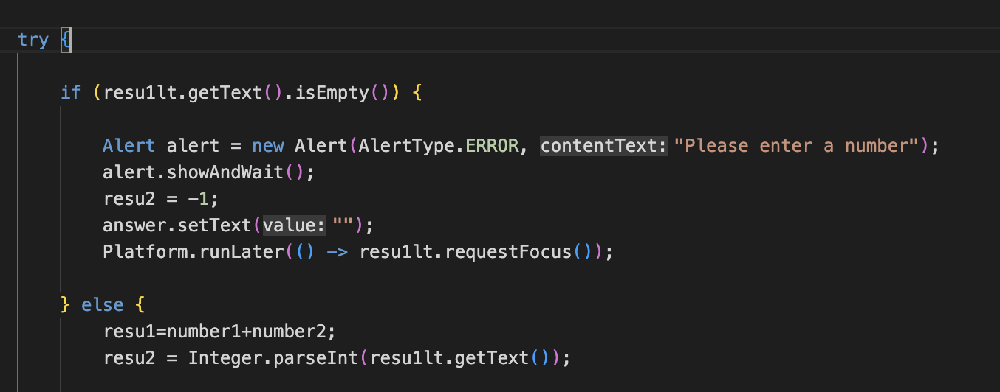 try {
if (resu1lt.getText().isEmpty()) {
Alert alert = new Alert(AlertType.ERROR, contentText: "Please enter a number");
alert.showAndWait();
resu2 = -1;
answer.setText(value: "");
Platform.runLater(() -> resu1lt.requestFocus());
} else {
resu1=number1+number2;
resu2 = Integer.parseInt(resu1lt.getText());